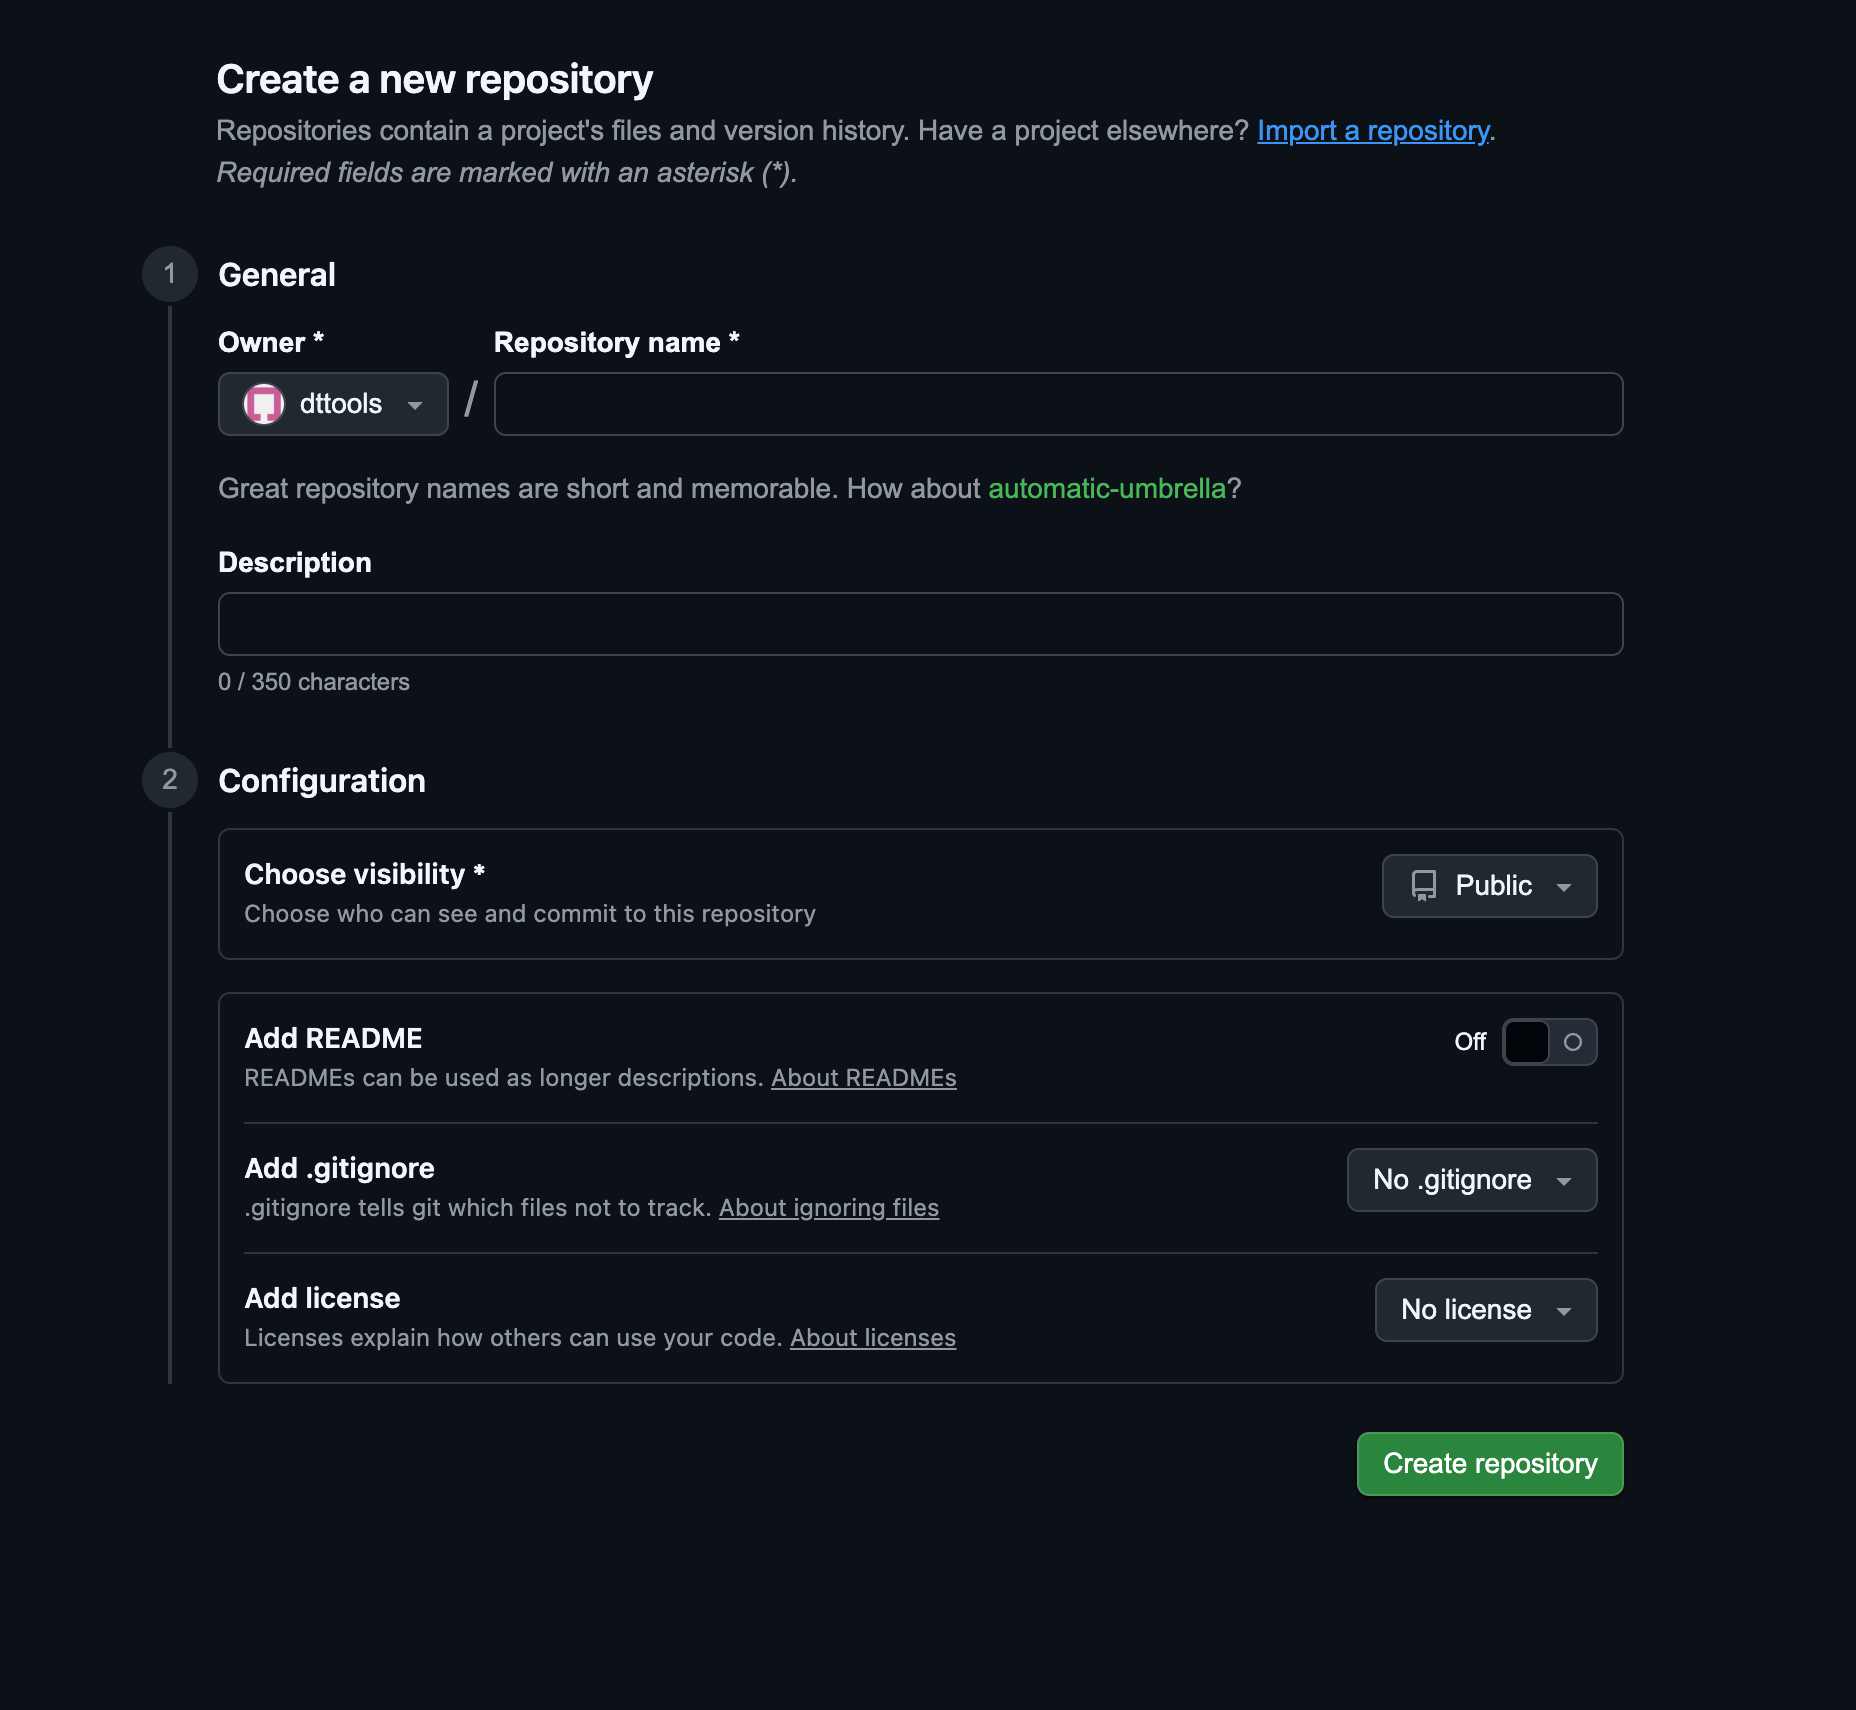 Create a new repository
Repositories contain a project's files and version history. Have a project elsewhere? Import a repository.
Required fields are marked with an asterisk (*).
1 General
Owner * Repository name *
dttools /
Great repository names are short and memorable. How about automatic-umbrella?
Description
0 / 350 characters
2 Configuration
Choose visibility *
Public
Choose who can see and commit to this repository
Add README
Off
READMEs can be used as longer descriptions. About READMEs
Add .gitignore
No .gitignore
.gitignore tells git which files not to track. About ignoring files
Add license
No license
Licenses explain how others can use your code. About licenses
Create repository